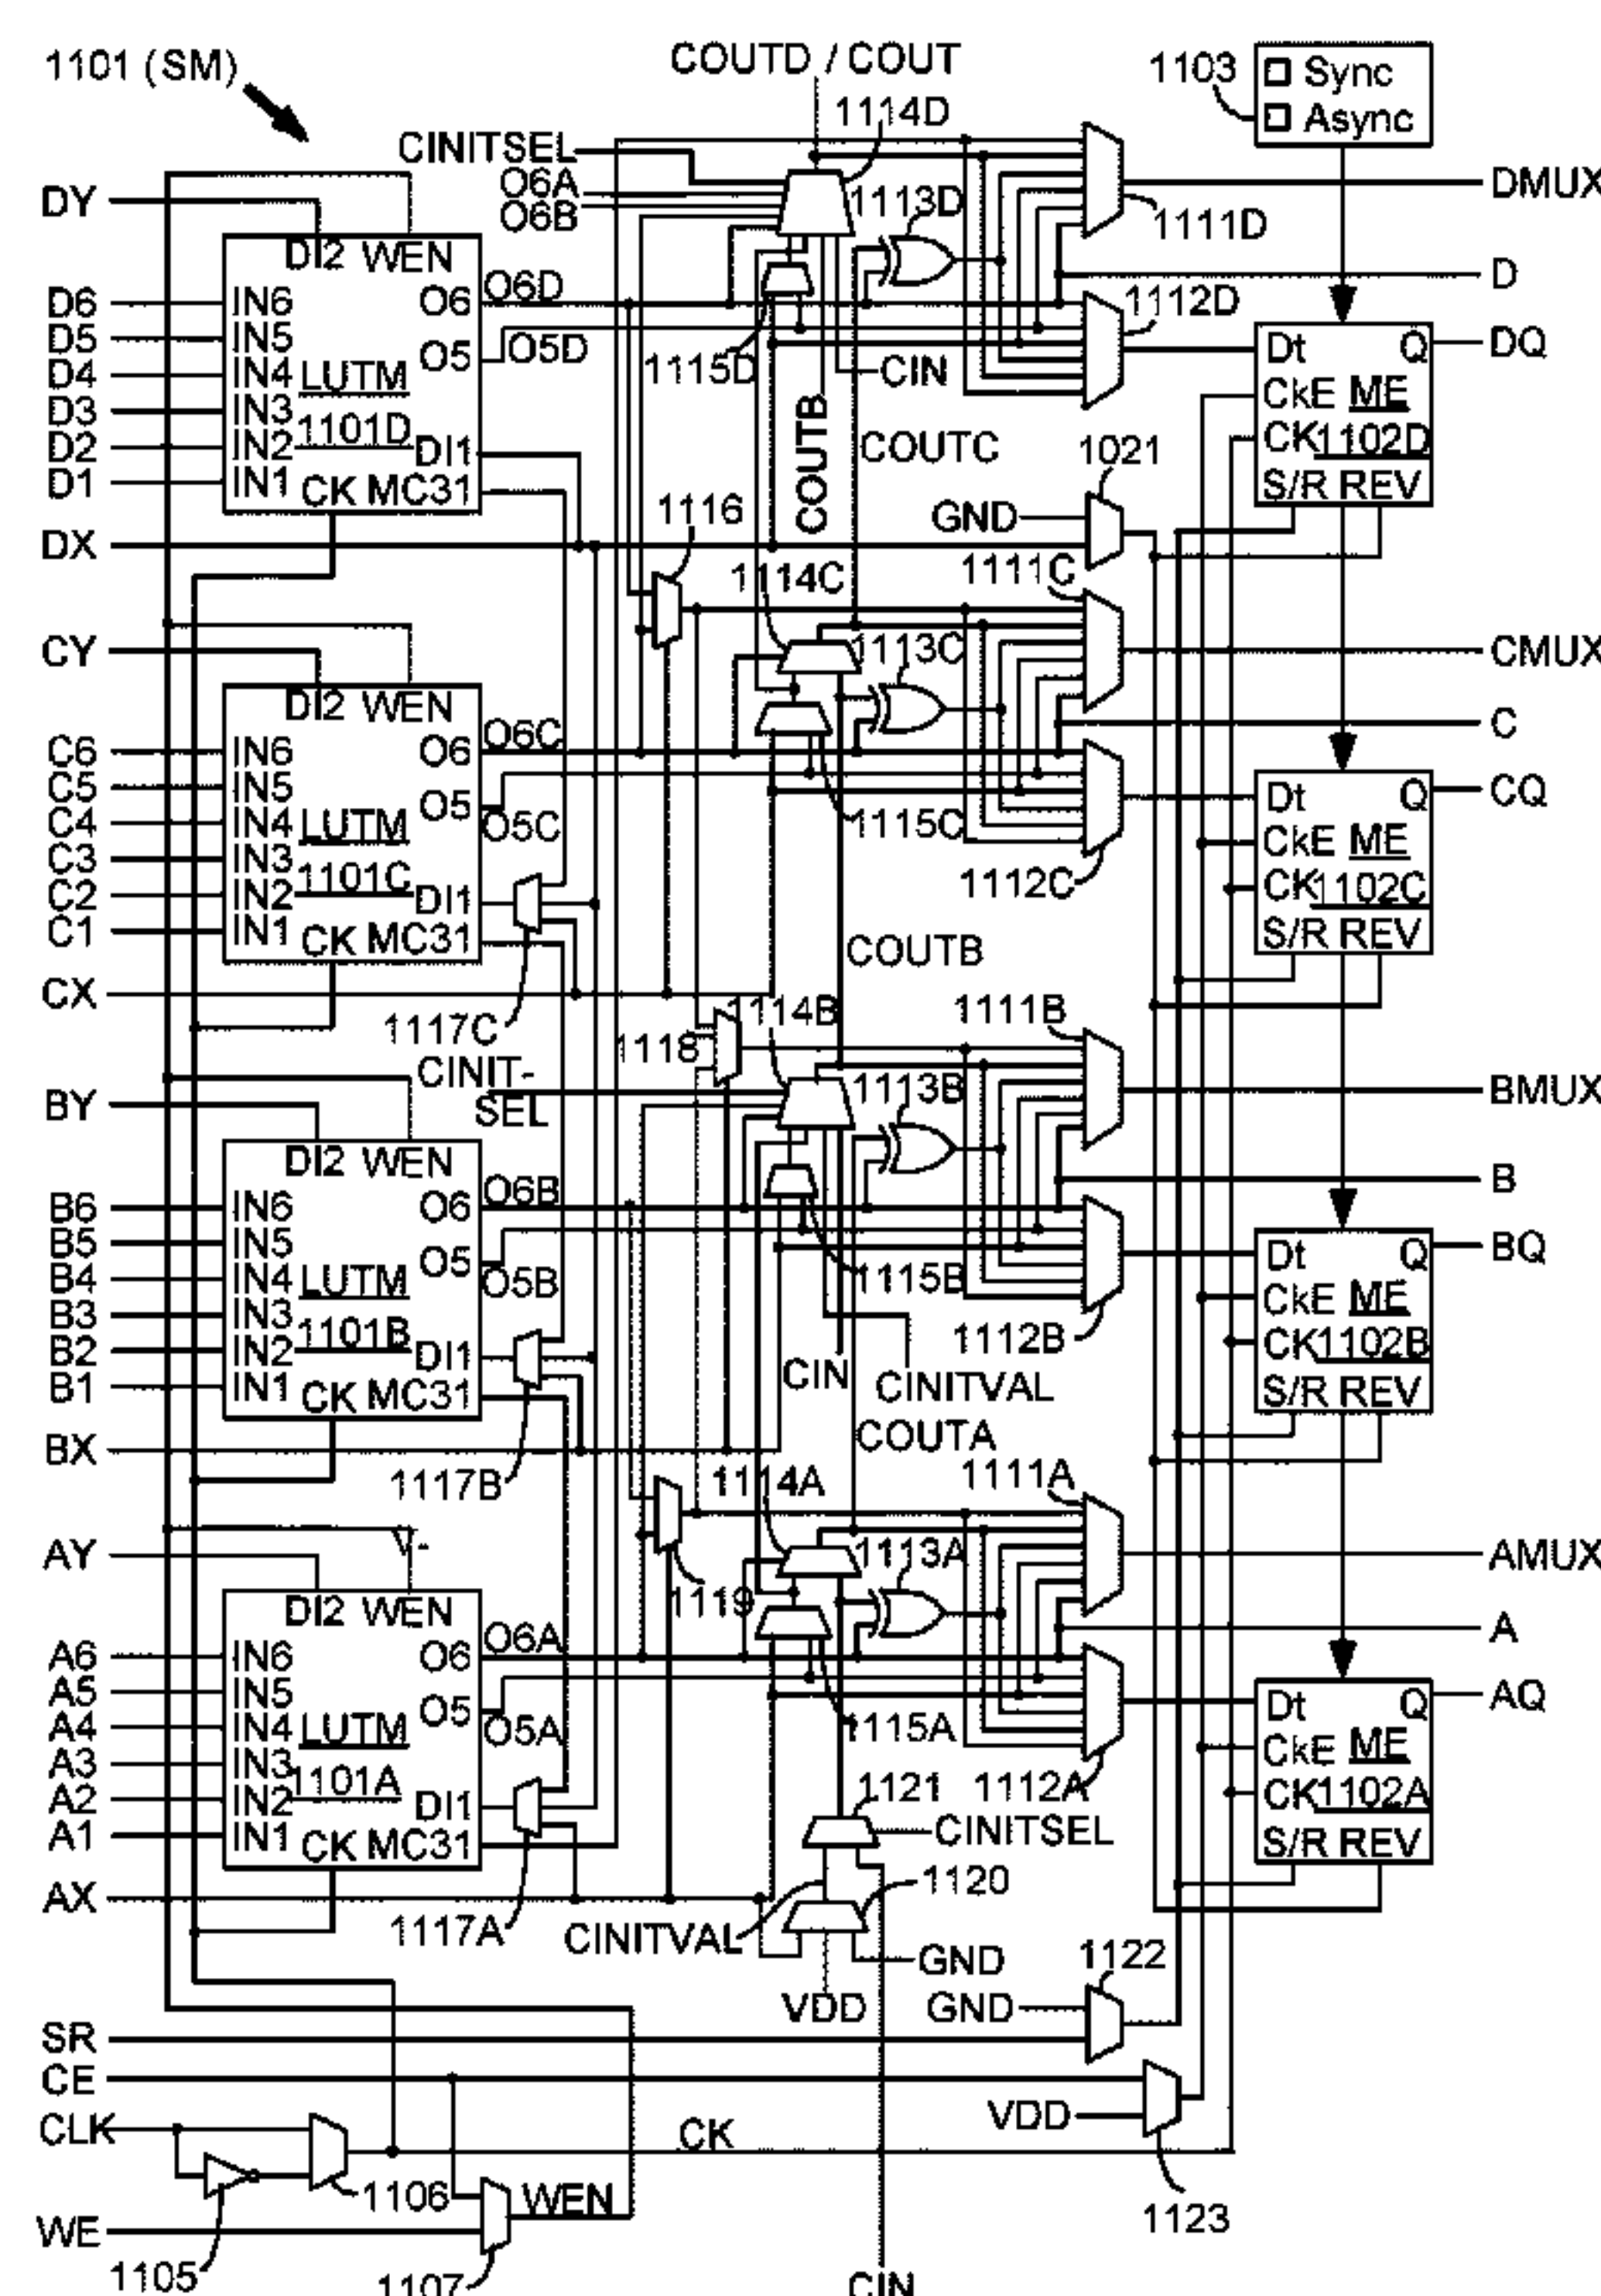 1101 (SM)
COUTD / COUT
1103
Sync
Async
1114D
CINITSEL
O6A
O6B
1113D
DMUX
1111D
DY
DI2 WEN
D
D6 IN6 O6 O6D
1112D
D5 IN5
D4 IN4 LUTM O5 O5D
1115D
CIN
Dt Q DQ
D3 IN3
CkE ME
D2 IN2 1101D DI1
COUTB
COUTC
1021
CK 1102D
D1 IN1 CK MC31
S/R REV
1116
GND
DX
1114C
1111C
CY
1113C
CMUX
DI2 WEN
C
C6 IN6 O6 O6C
C5 IN5
C4 IN4 LUTM O5 O5C
1115C
Dt Q CQ
C3 IN3
CkE ME
C2 IN2 1101C DI1
1112C
CK 1102C
C1 IN1 CK MC31
COUTB
S/R REV
CX
1117C
1114B
1111B
1118
CINIT-
SEL
1113B
BMUX
BY
DI2 WEN
B
B6 IN6 O6 O6B
B5 IN5
B4 IN4 LUTM O5 O5B
1115B
Dt Q BQ
B3 IN3
CkE ME
B2 IN2 1101B DI1
1112B
CK 1102B
B1 IN1 CK MC31
CIN
CINITVAL
S/R REV
BX
COUTA
1117B
1114A
1111A
AY
1113A
AMUX
1119
DI2 WEN
A
A6 IN6 O6 O6A
A5 IN5
A4 IN4 LUTM O5 O5A
1115A
Dt Q AQ
A3 IN3
CkE ME
A2 IN2 1101A DI1
1112A
CK 1102A
A1 IN1 CK MC31
1121
CINITSEL
S/R REV
AX
1120
1117A
CINITVAL
GND
1122
VDD
GND
SR
CE
VDD
CLK
CK
1106
WEN
1123
WE
1105
1107
CIN